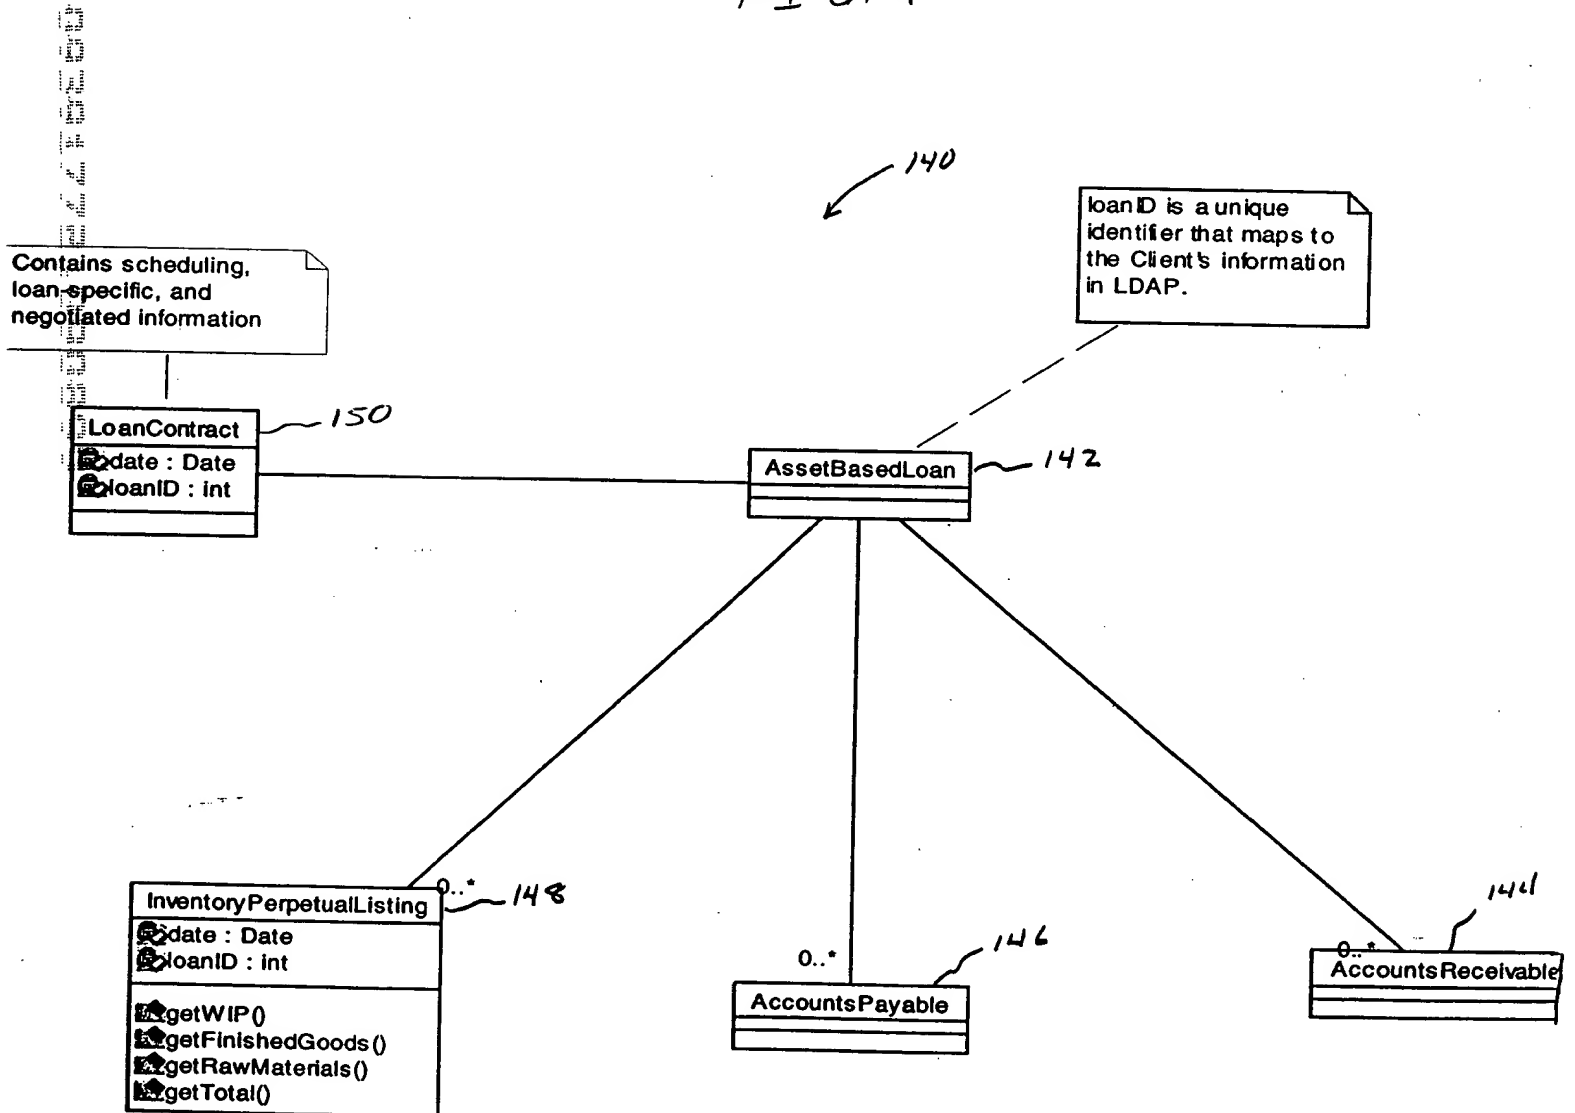 140
loanID is a unique
identifier that maps to
the Client's information
in LDAP.
Contains scheduling,
loan-specific, and
negotiated information
LoanContract
150
date : Date
loanID : int
AssetBasedLoan
142
0..*
InventoryPerpetualListing
148
date : Date
loanID : int
getWIP()
getFinishedGoods()
getRawMaterials()
getTotal()
0..*
146
AccountsPayable
144
0..*
AccountsReceivable